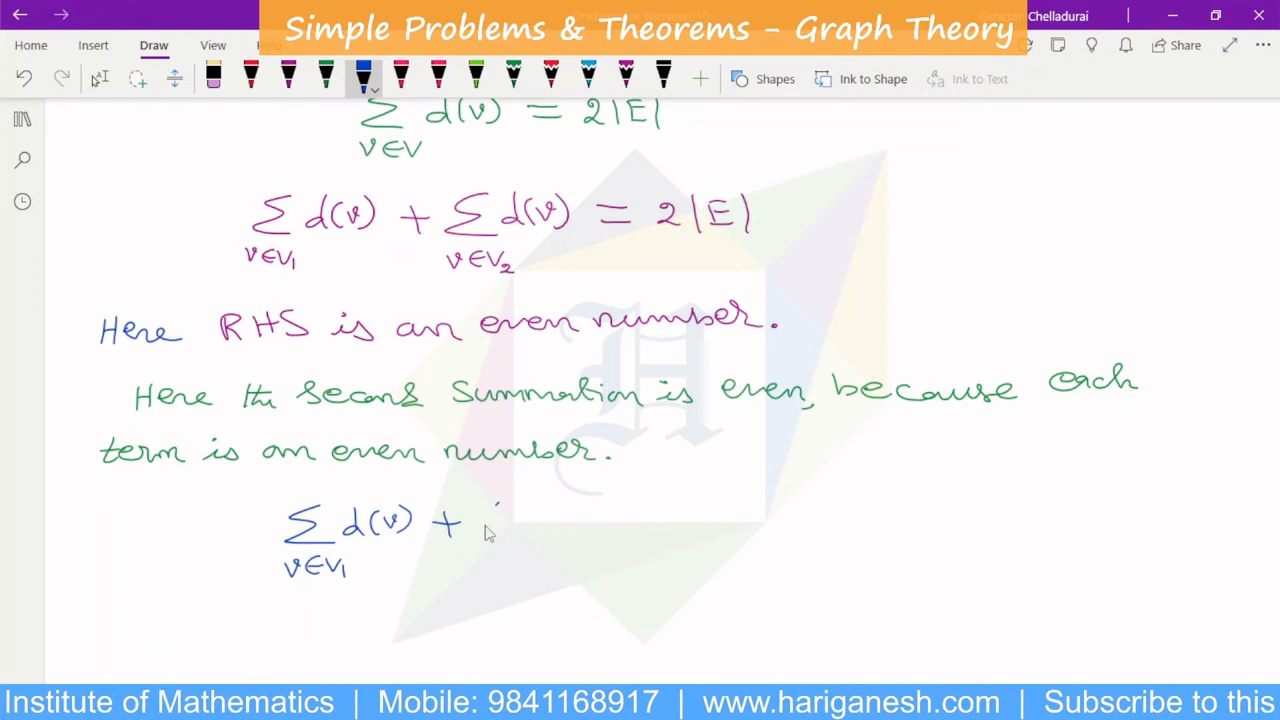 Simple Problems & Theorems - Graph Theory
Chelladurai
Home Insert Draw View
Share
Shapes Ink to Shape Ink to Text
∑ d(v) = 2|E|
v∈V
∑ d(v) + ∑ d(v) = 2|E|
v∈V₁ v∈V₂
Here RHS is an even number.
Here the second summation is even, because each
term is an even number.
∑ d(v) +
v∈V₁
H
Institute of Mathematics | Mobile: 9841168917 | www.hariganesh.com | Subscribe to this